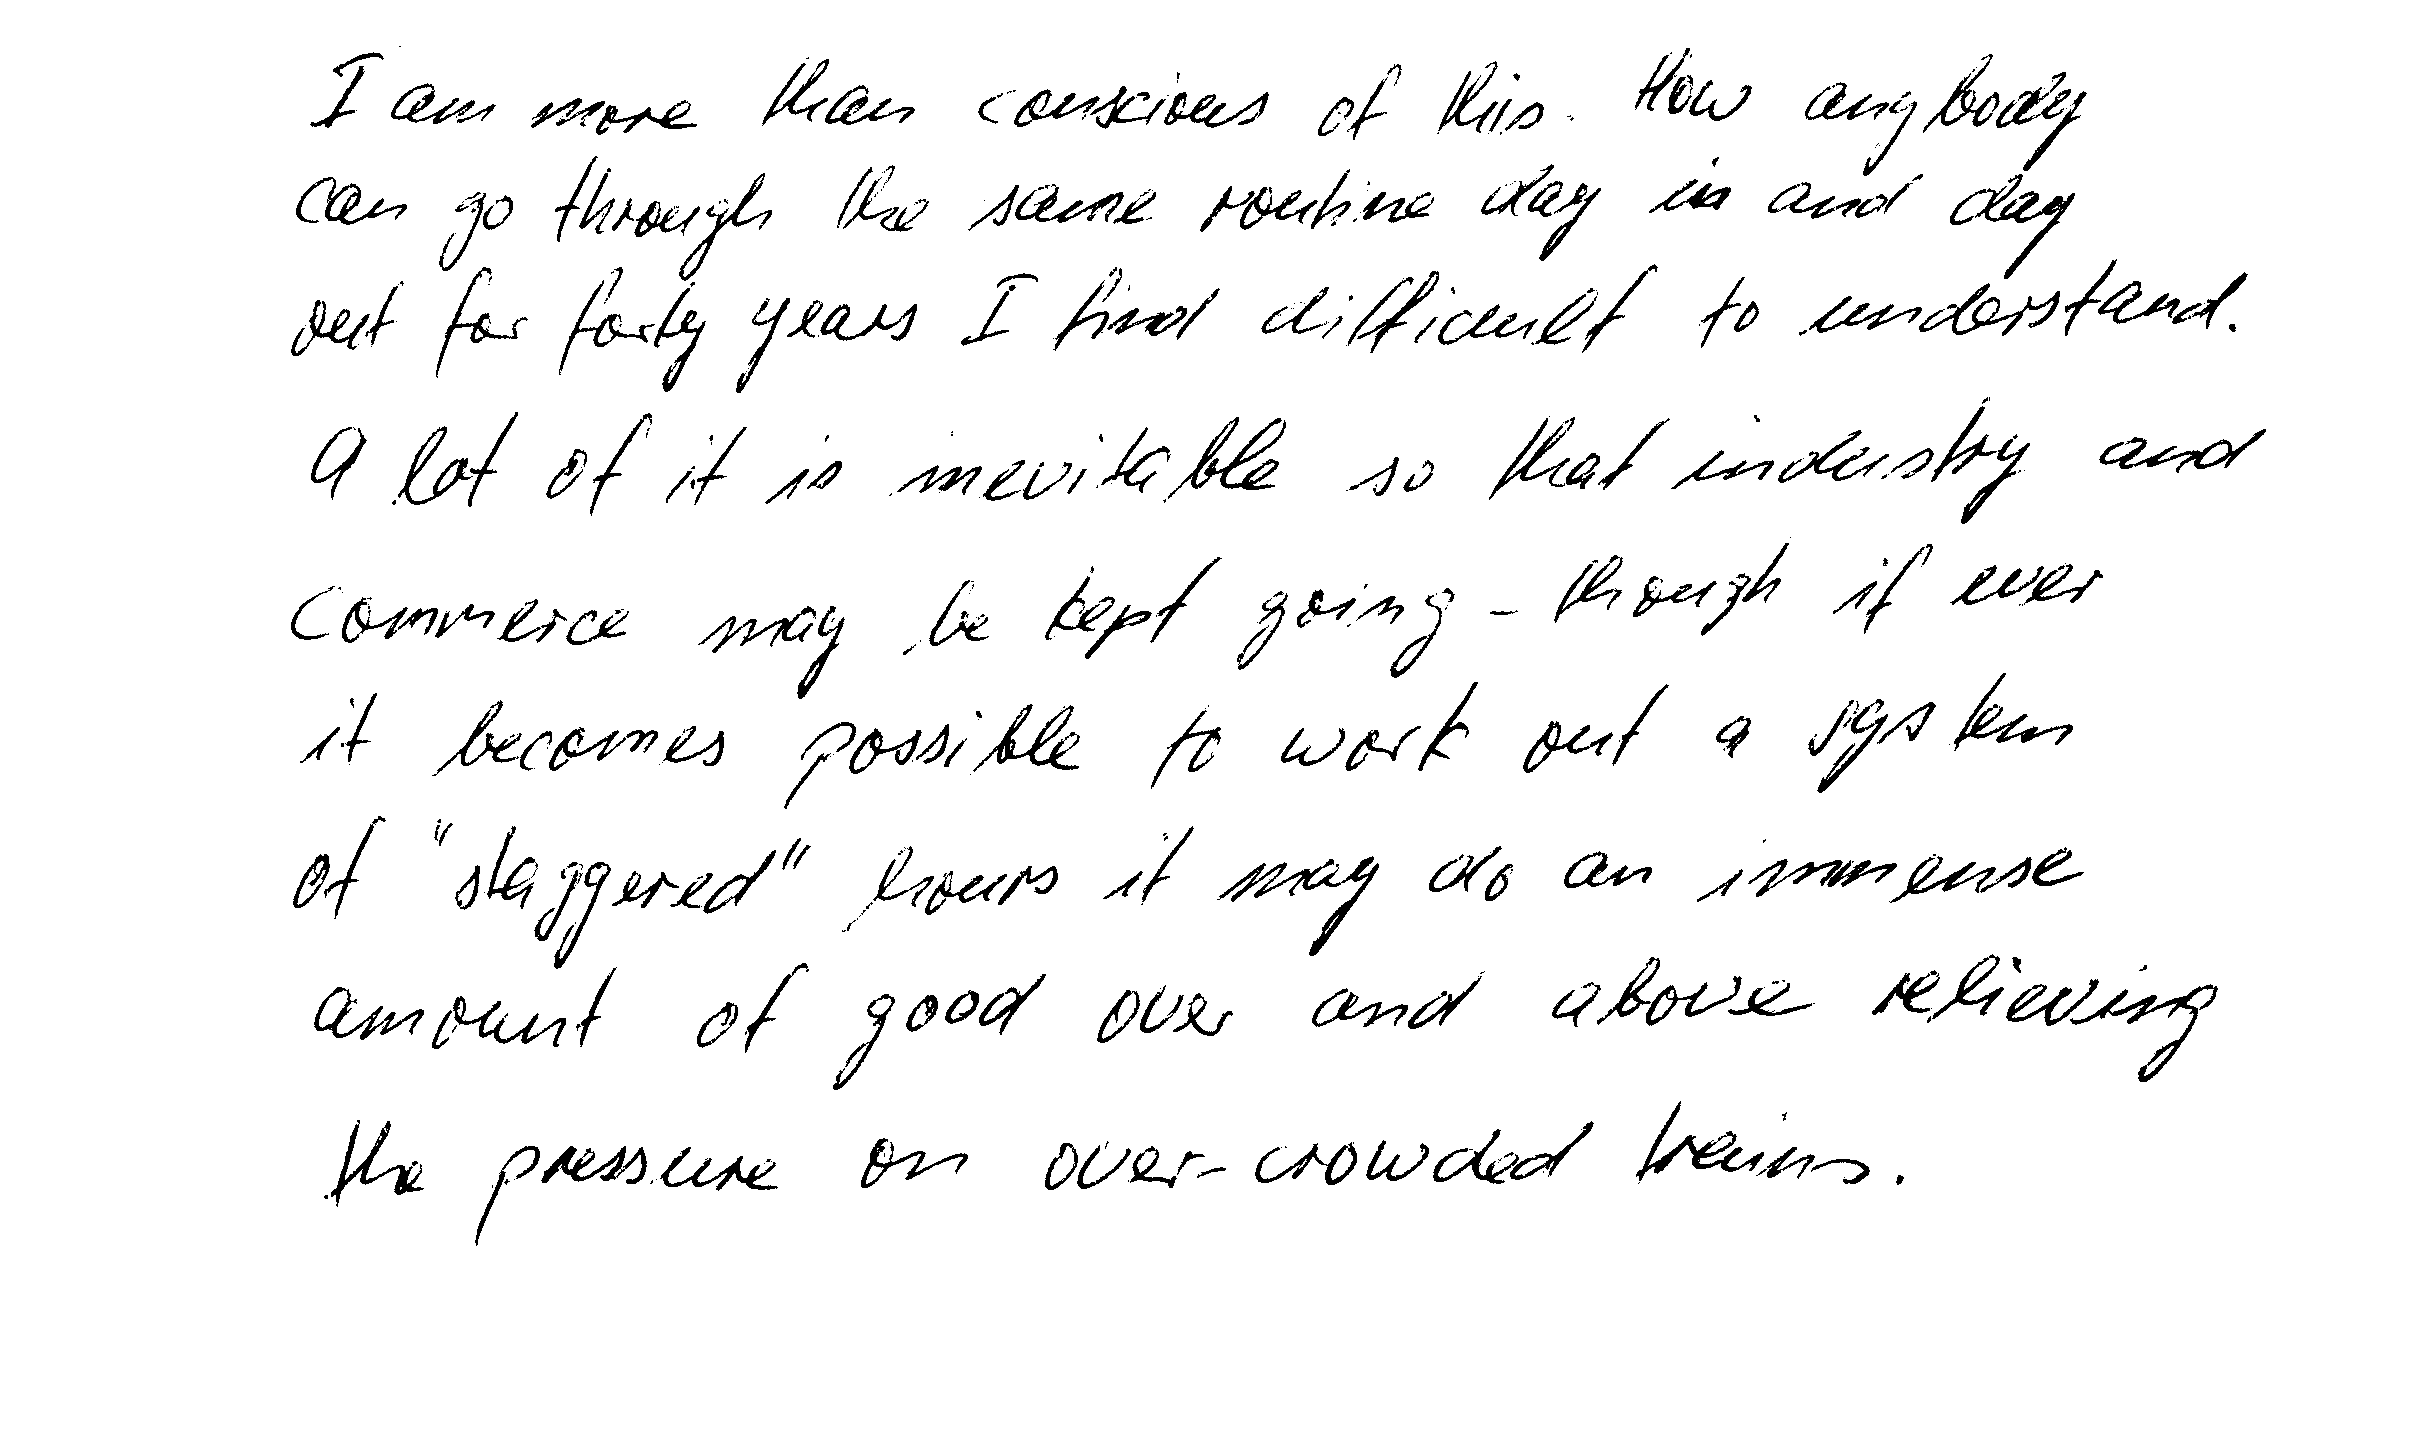 I am more than conscious of this. How anybody
can go through the same routine day in and day
out for forty years I find difficult to understand.
A lot of it is inevitable so that industry and
commerce may be kept going - though if ever
it becomes possible to work out a system
of "staggered" hours it may do an immense
amount of good over and above relieving
the pressure on over-crowded trains.